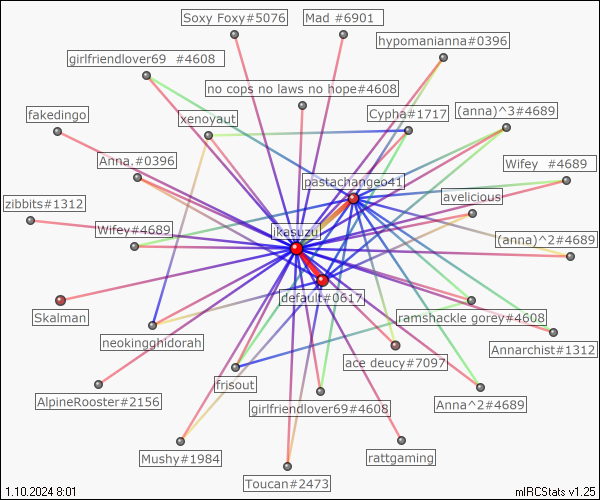 Soxy Foxy#5076
Mad #6901
hypomanianna#0396
girlfriendlover69 #4608
no cops no laws no hope#4608
fakedingo
xenoyaut
Cypha#1717
(anna)^3#4689
Anna.#0396
pastachangeo41
Wifey #4689
zibbits#1312
avelicious
Wifey#4689
ikasuzu
(anna)^2#4689
default#0617
Skalman
ramshackle gorey#4608
neokingghidorah
Annarchist#1312
ace deucy#7097
frisout
AlpineRooster#2156
girlfriendlover69#4608
Anna^2#4689
Mushy#1984
rattgaming
Toucan#2473
1.10.2024 8:01
mIRCStats v1.25